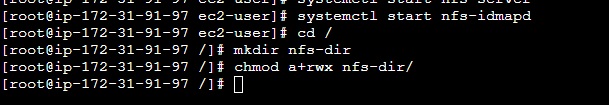 [root@ip-172-31-91-97 ec2-user]# systemctl start nfs-server
[root@ip-172-31-91-97 ec2-user]# systemctl start nfs-idmapd
[root@ip-172-31-91-97 ec2-user]# cd /
[root@ip-172-31-91-97 /]# mkdir nfs-dir
[root@ip-172-31-91-97 /]# chmod a+rwx nfs-dir/
[root@ip-172-31-91-97 /]#